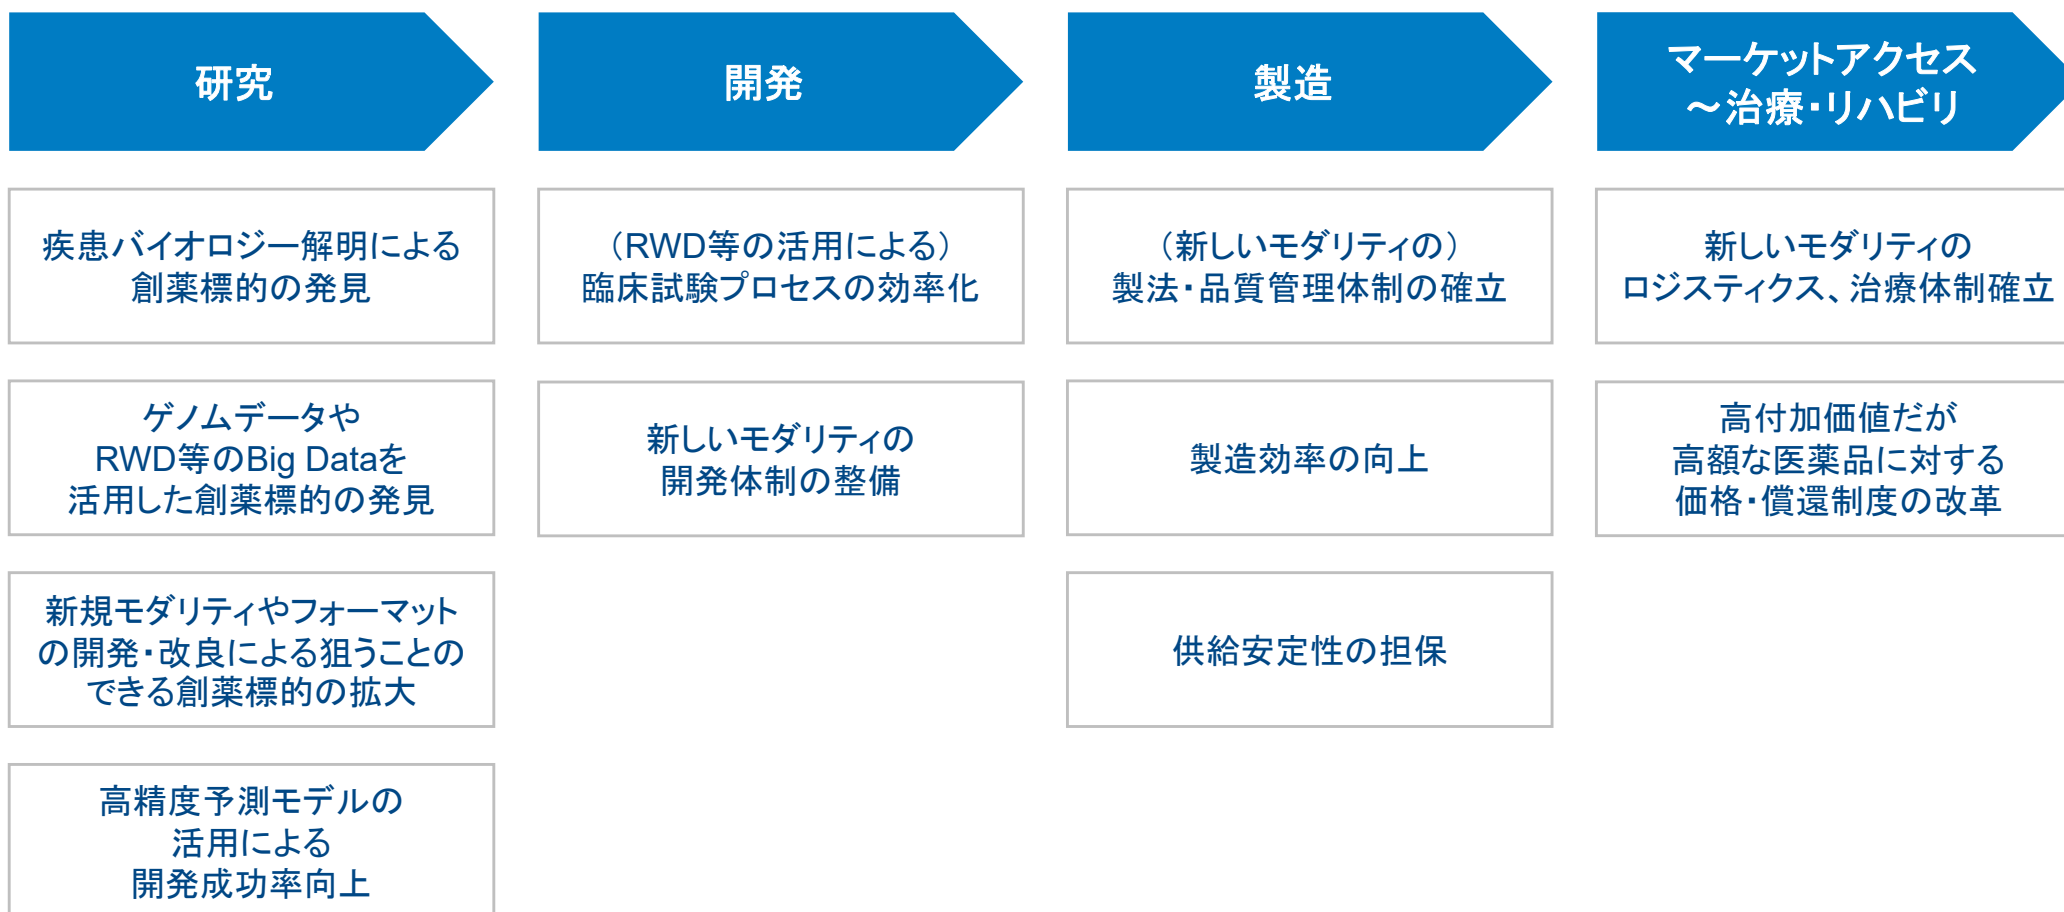 研究
疾患バイオロジー解明による
創薬標的の発見
ゲノムデータや
RWD等のBig Dataを
活用した創薬標的の発見
新規モダリティやフォーマット
の開発・改良による狙うことの
できる創薬標的の拡大
高精度予測モデルの
活用による
開発成功率向上
開発
（RWD等の活用による）
臨床試験プロセスの効率化
新しいモダリティの
開発体制の整備
製造
（新しいモダリティの）
製法・品質管理体制の確立
製造効率の向上
供給安定性の担保
マーケットアクセス
～治療・リハビリ
新しいモダリティの
ロジスティクス、治療体制確立
高付加価値だが
高額な医薬品に対する
価格・償還制度の改革